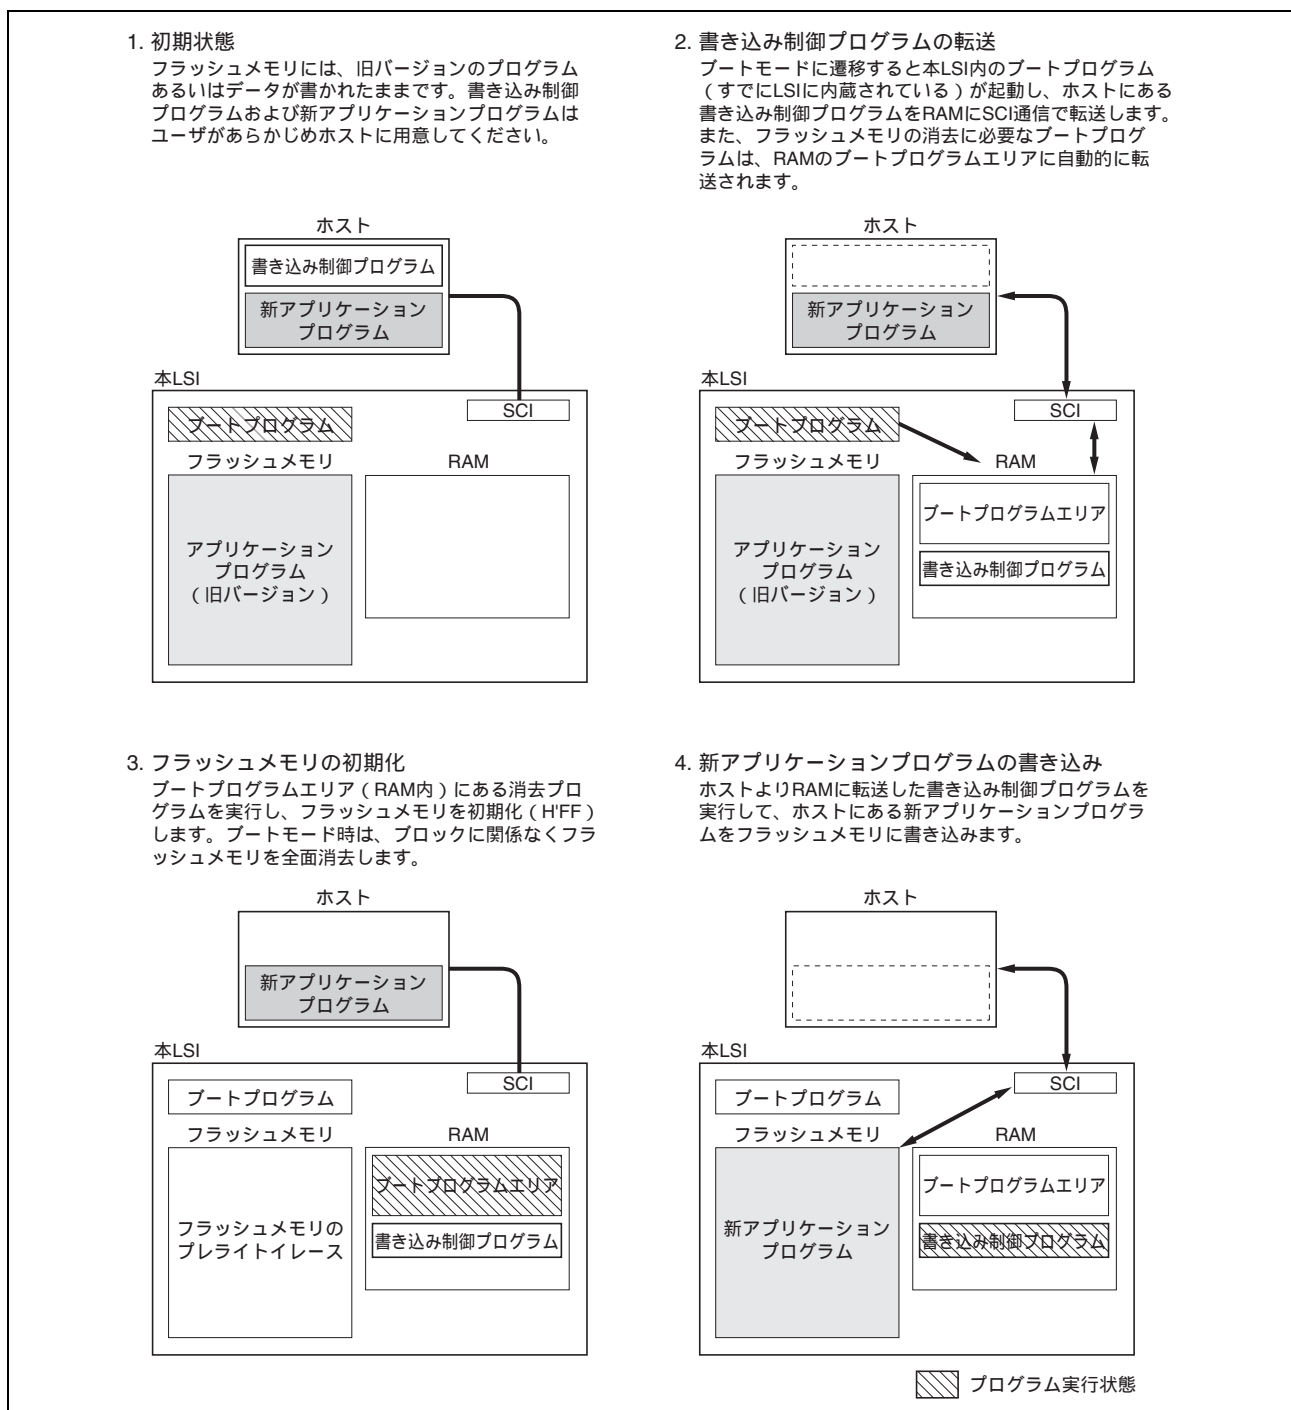 1. 初期状態
フラッシュメモリには、旧バージョンのプログラム
あるいはデータが書かれたままです。書き込み制御
プログラムおよび新アプリケーションプログラムは
ユーザがあらかじめホストに用意してください。
ホスト
書き込み制御プログラム
新アプリケーション
プログラム
本LSI
SCI
ブートプログラム
フラッシュメモリ
RAM
アプリケーション
プログラム
（旧バージョン）
2. 書き込み制御プログラムの転送
ブートモードに遷移すると本LSI内のブートプログラム
（すでにLSIに内蔵されている）が起動し、ホストにある
書き込み制御プログラムをRAMにSCI通信で転送します。
また、フラッシュメモリの消去に必要なブートプログ
ラムは、RAMのブートプログラムエリアに自動的に転
送されます。
ホスト
新アプリケーション
プログラム
本LSI
SCI
ブートプログラム
フラッシュメモリ
RAM
ブートプログラムエリア
アプリケーション
プログラム
（旧バージョン）
書き込み制御プログラム
3. フラッシュメモリの初期化
ブートプログラムエリア（RAM内）にある消去プロ
グラムを実行し、フラッシュメモリを初期化（H'FF）
します。ブートモード時は、ブロックに関係なくフラ
ッシュメモリを全面消去します。
ホスト
新アプリケーション
プログラム
本LSI
SCI
ブートプログラム
フラッシュメモリ
RAM
ブートプログラムエリア
フラッシュメモリの
プレライトイレース
書き込み制御プログラム
4. 新アプリケーションプログラムの書き込み
ホストよりRAMに転送した書き込み制御プログラムを
実行して、ホストにある新アプリケーションプログラ
ムをフラッシュメモリに書き込みます。
ホスト
本LSI
SCI
ブートプログラム
フラッシュメモリ
RAM
ブートプログラムエリア
新アプリケーション
プログラム
書き込み制御プログラム
プログラム実行状態